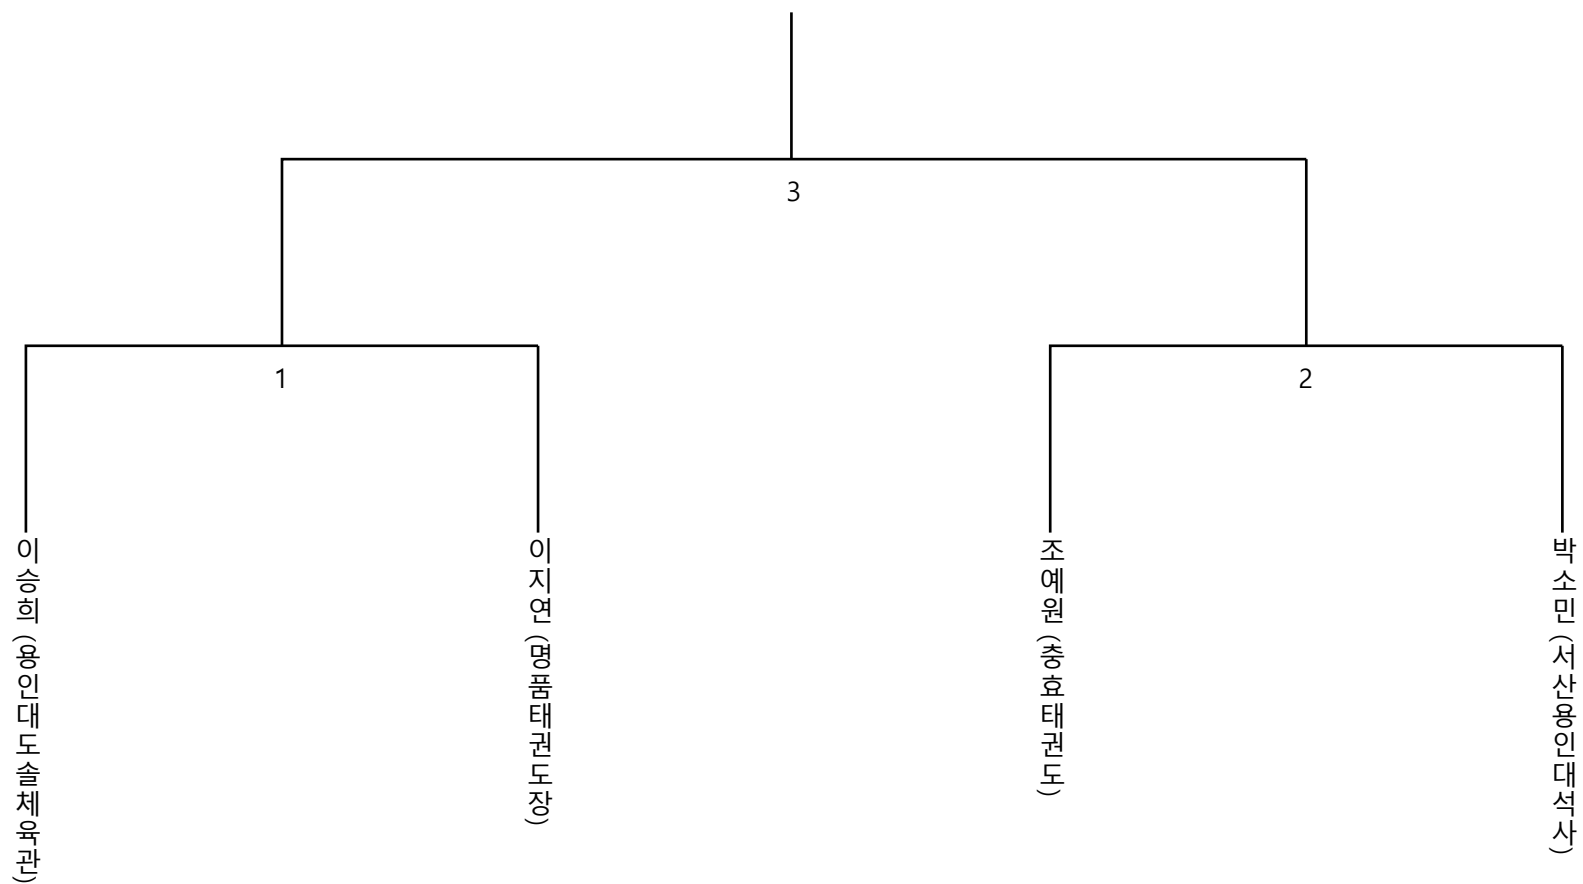 3
1
2
이승희 (용인대도솔체육관)
이지연 (명품태권도장)
조예원 (충효태권도)
박소민 (서산용인대석사)